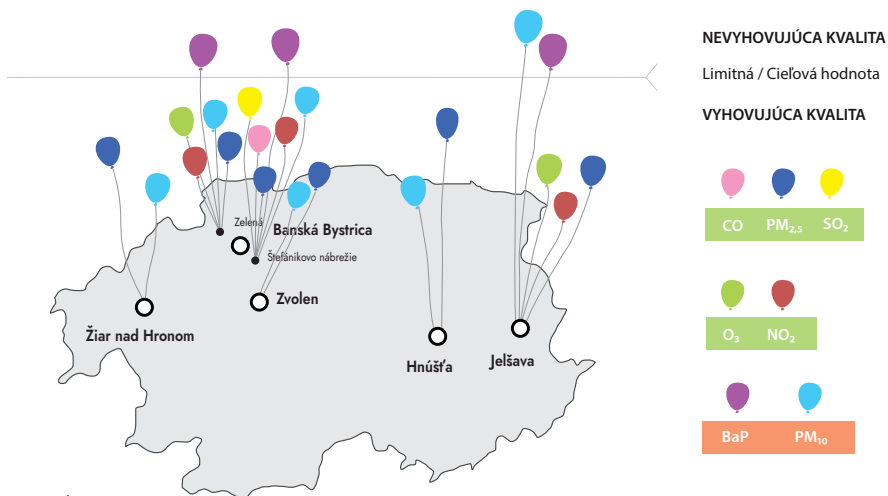 NEVYHOVUJÚCA KVALITA
Limitná / Cieľová hodnota
VYHOVUJÚCA KVALITA
Zelená
Banská Bystrica
Štefánikovo nábrežie
Zvolen
Žiar nad Hronom
Hnúšťa
Jelšava
CO PM₂,₅ SO₂
O₃ NO₂
BaP PM₁₀